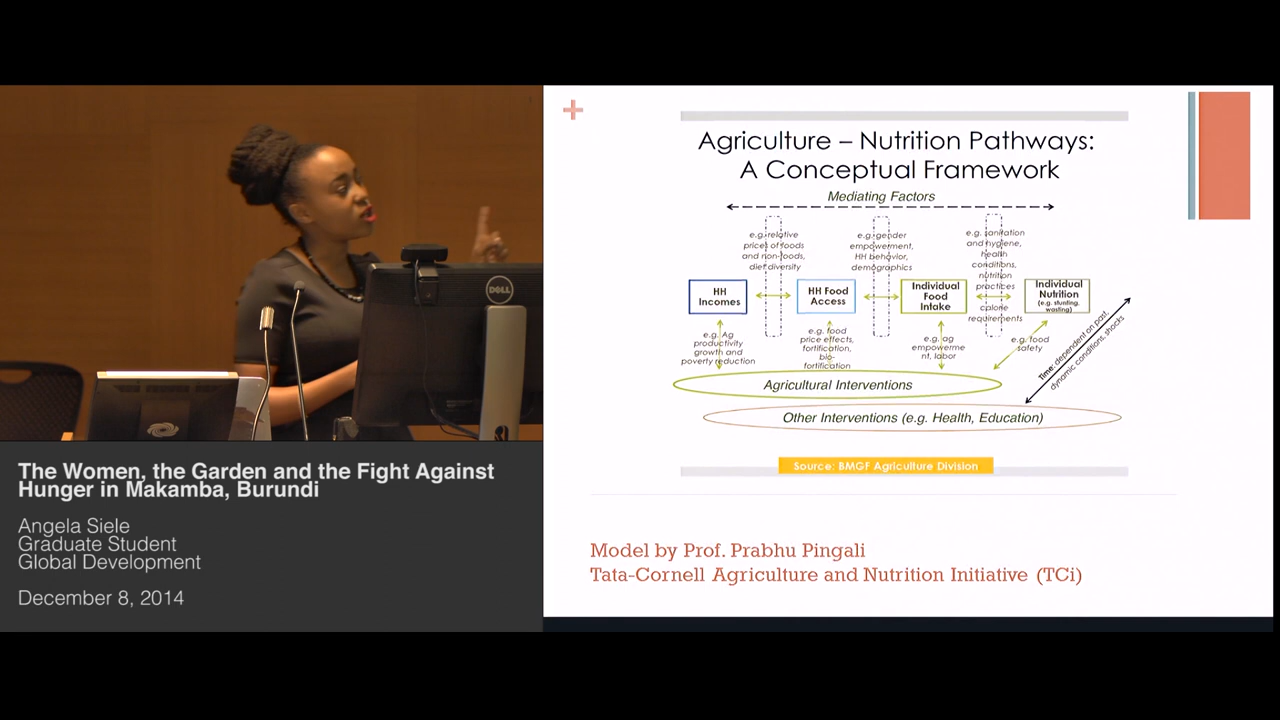 DELL
The Women, the Garden and the Fight Against
Hunger in Makamba, Burundi
Angela Siele
Graduate Student
Global Development
December 8, 2014
+
Agriculture – Nutrition Pathways:
A Conceptual Framework
Mediating Factors
e.g. relative
prices of foods
and non-foods,
diet diversity
e.g. gender
empowerment,
HH behavior,
demographics
e.g. sanitation
and hygiene,
health
conditions,
nutrition
practices
calorie
requirements
HH
Incomes
HH Food
Access
Individual
Food
Intake
Individual
Nutrition
(e.g. stunting,
wasting)
e.g. Ag
productivity
growth and
poverty reduction
e.g. food
price effects,
fortification,
bio-
fortification
e.g. ag
empowerme
nt, labor
e.g. food
safety
Time: dependent on past,
dynamic conditions, shocks
Agricultural Interventions
Other Interventions (e.g. Health, Education)
Source: BMGF Agriculture Division
Model by Prof. Prabhu Pingali
Tata-Cornell Agriculture and Nutrition Initiative (TCi)